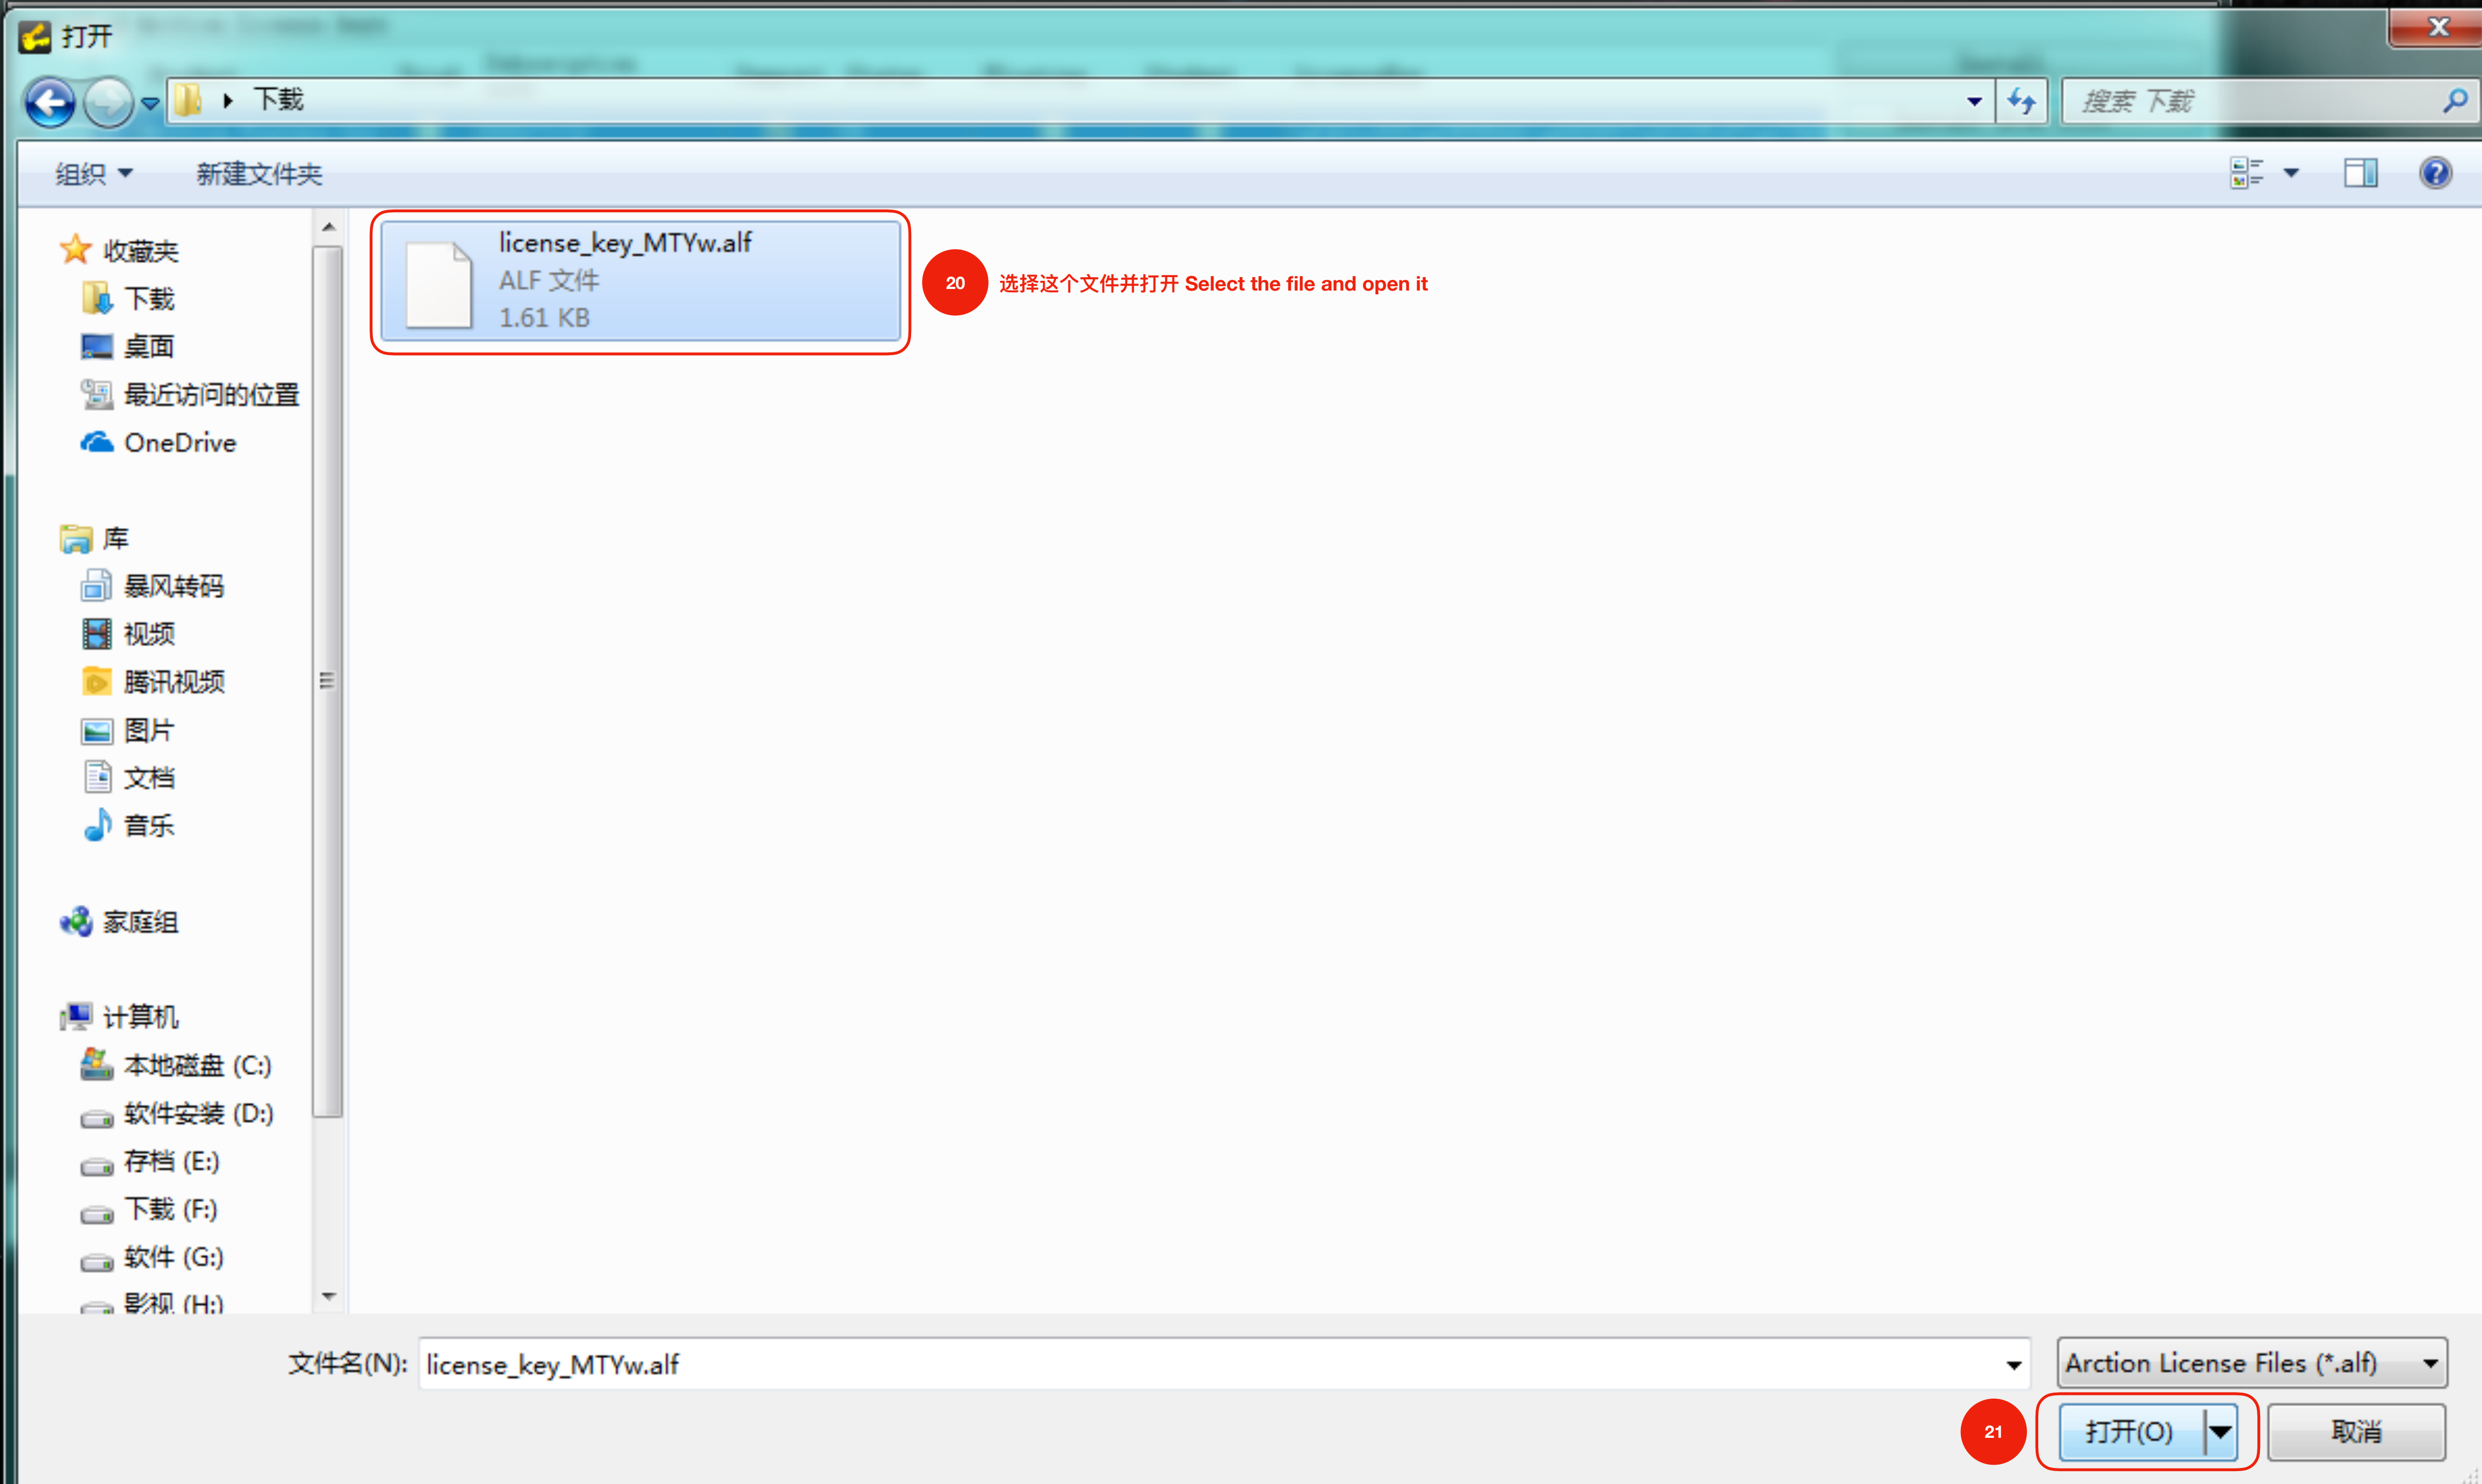 打开
下载
搜索 下载
组织
新建文件夹
收藏夹
下载
桌面
最近访问的位置
OneDrive
库
暴风转码
视频
腾讯视频
图片
文档
音乐
家庭组
计算机
本地磁盘 (C:)
软件安装 (D:)
存档 (E:)
下载 (F:)
软件 (G:)
影视 (H:)
license_key_MTYw.alf
ALF 文件
1.61 KB
20
选择这个文件并打开 Select the file and open it
文件名(N):
license_key_MTYw.alf
Arction License Files (*.alf)
21
打开(O)
取消